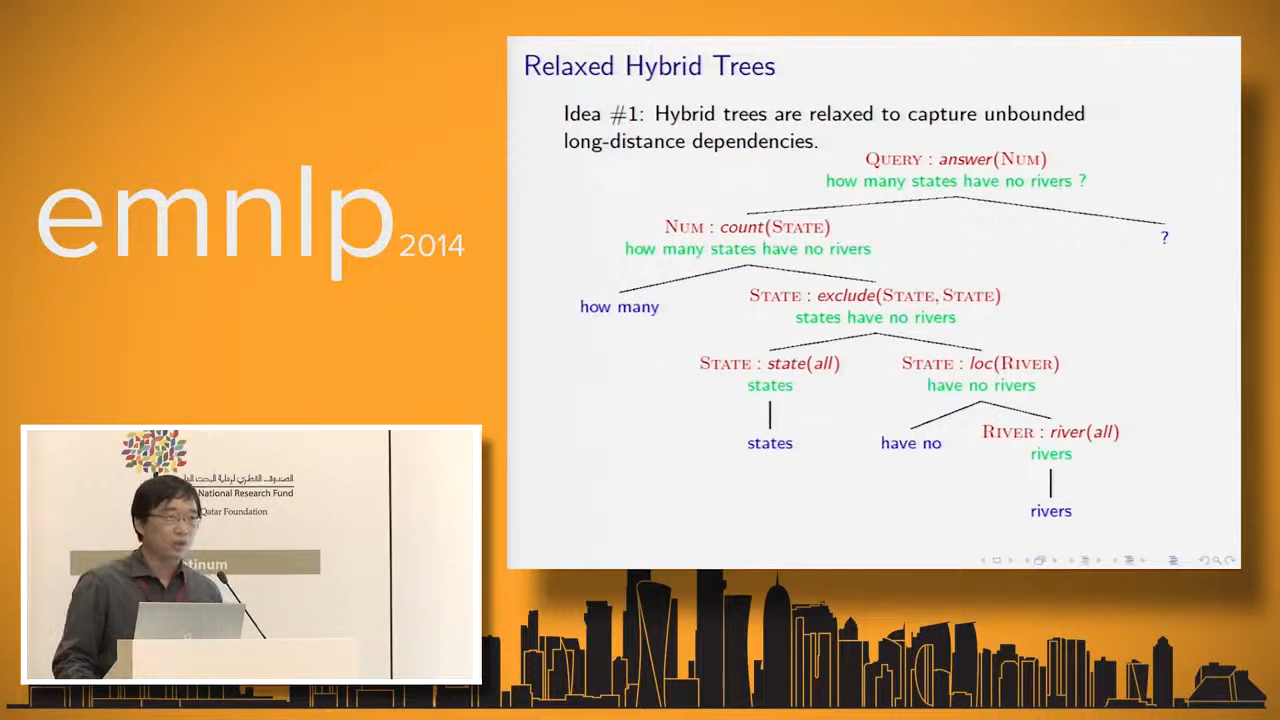 emnlp 2014
Relaxed Hybrid Trees
Idea #1: Hybrid trees are relaxed to capture unbounded
long-distance dependencies.
QUERY : answer(NUM)
how many states have no rivers ?
NUM : count(STATE)
how many states have no rivers
?
how many
STATE : exclude(STATE, STATE)
states have no rivers
STATE : state(all)
states
STATE : loc(RIVER)
have no rivers
states
have no
RIVER : river(all)
rivers
rivers
National Research Fund
Qatar Foundation
tinum